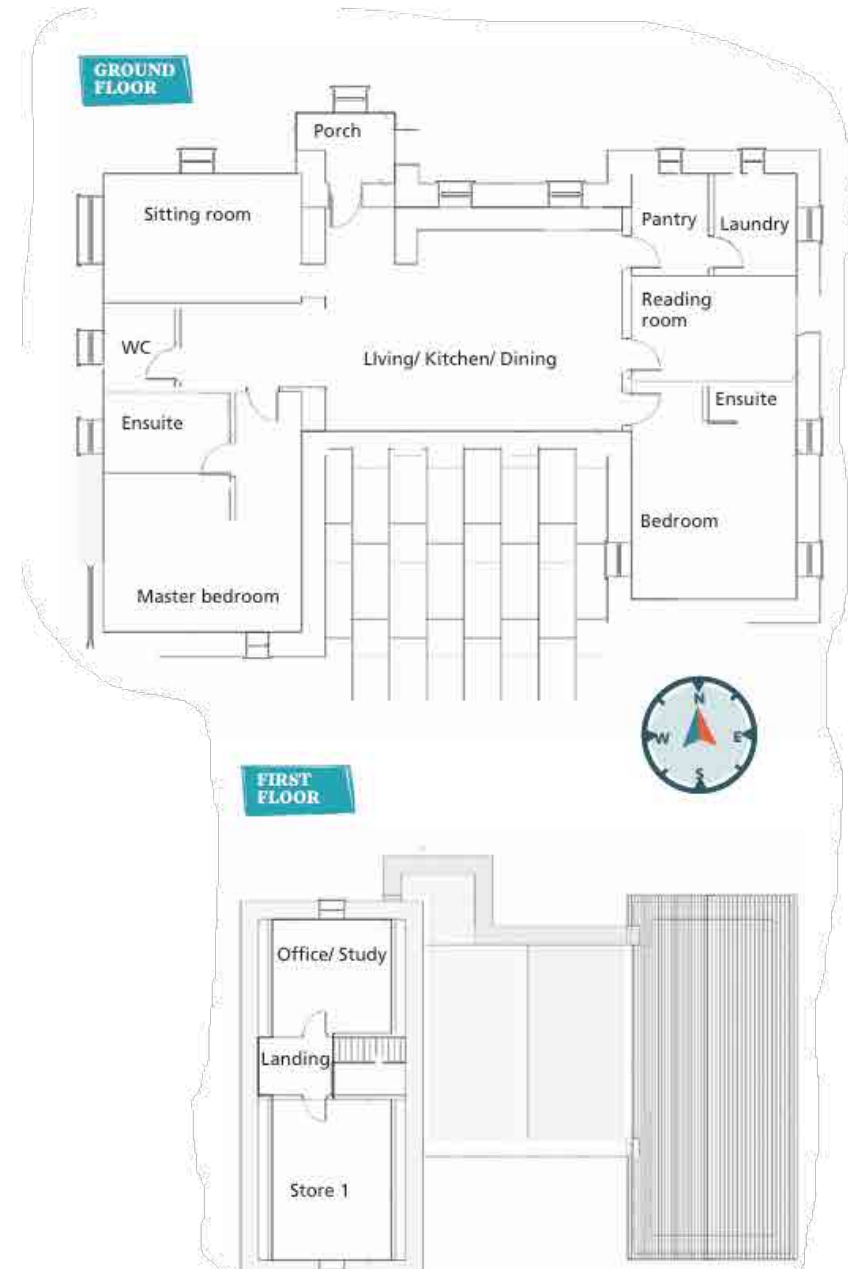 GROUND
FLOOR
Porch
Sitting room
Pantry
Laundry
Reading
room
WC
Living/ Kitchen/ Dining
Ensuite
Ensuite
Bedroom
Master bedroom
N
W
E
S
FIRST
FLOOR
Office/ Study
Landing
Store 1